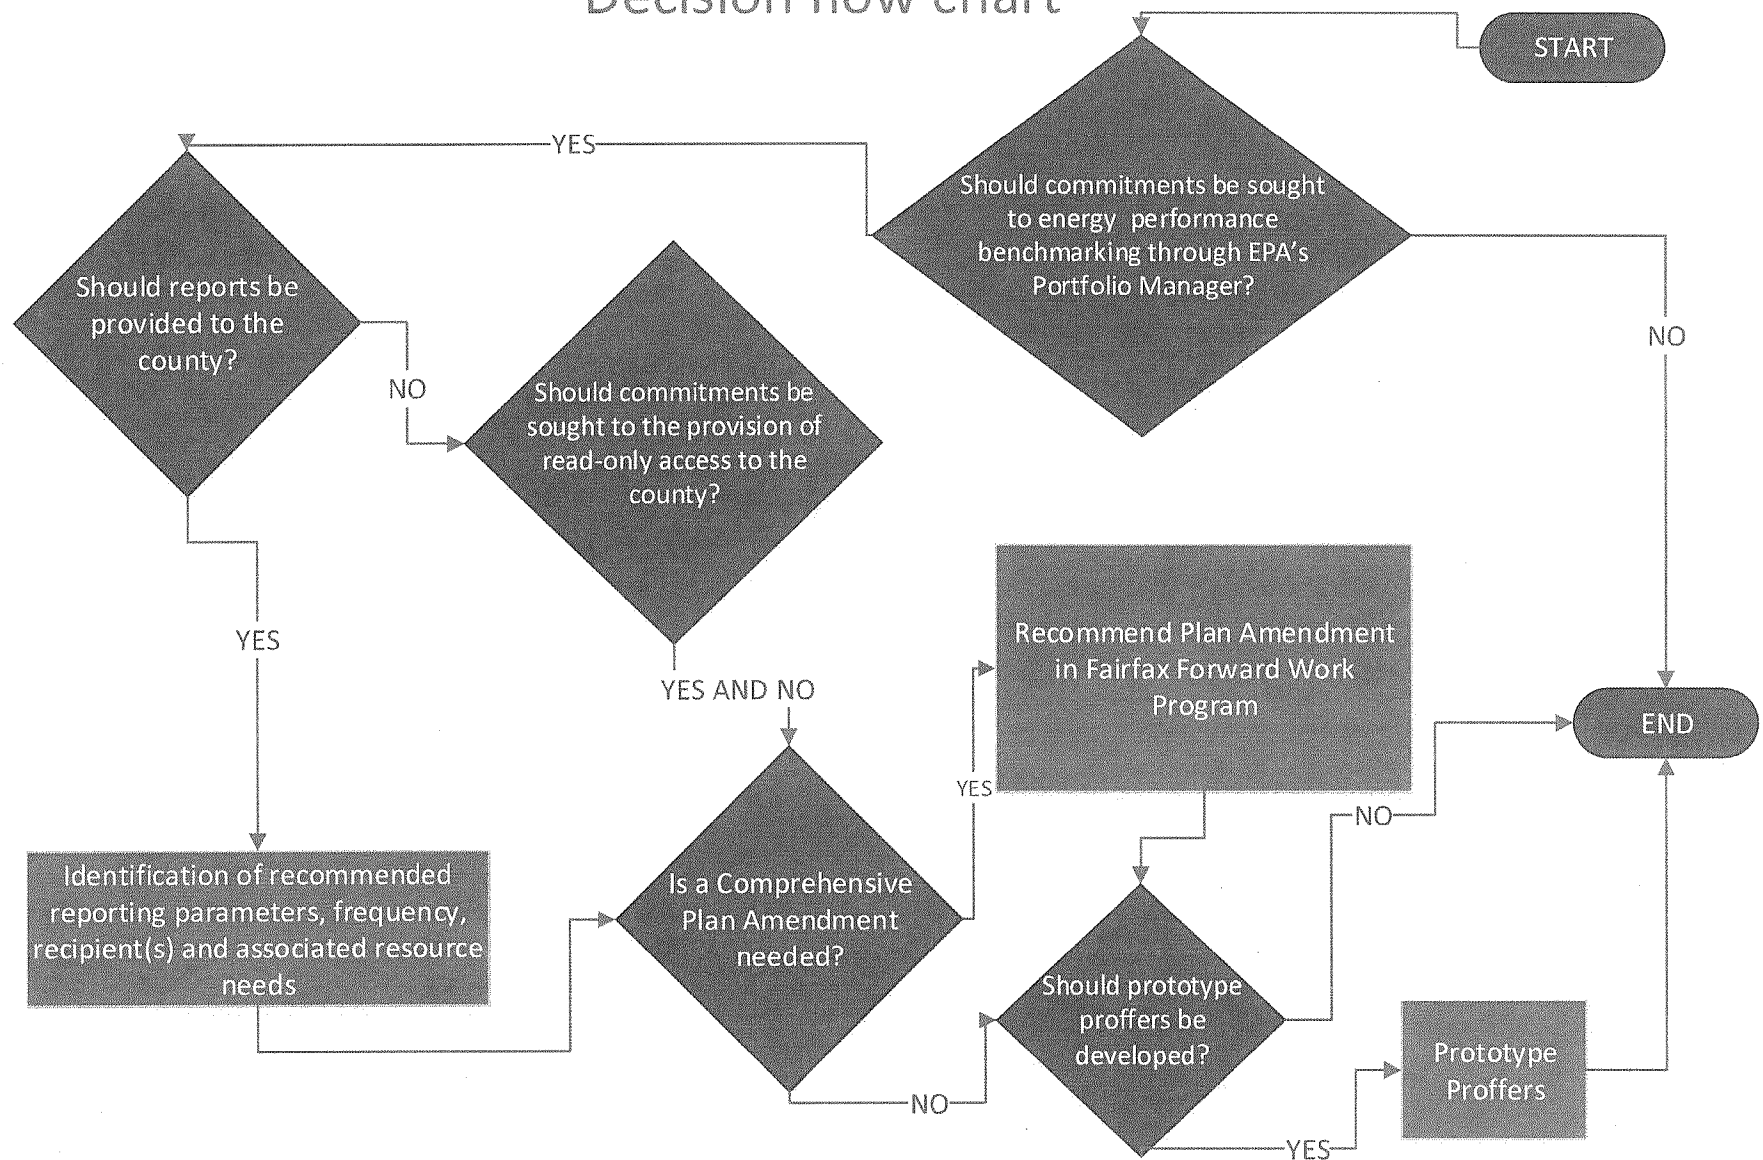 Decision flow chart
START
Should commitments be sought
to energy performance
benchmarking through EPA's
Portfolio Manager?
YES
NO
Should reports be
provided to the
county?
NO
Should commitments be
sought to the provision of
read-only access to the
county?
YES
YES AND NO
Recommend Plan Amendment
in Fairfax Forward Work
Program
END
YES
NO
Identification of recommended
reporting parameters, frequency,
recipient(s) and associated resource
needs
Is a Comprehensive
Plan Amendment
needed?
Should prototype
proffers be
developed?
Prototype
Proffers
NO
YES